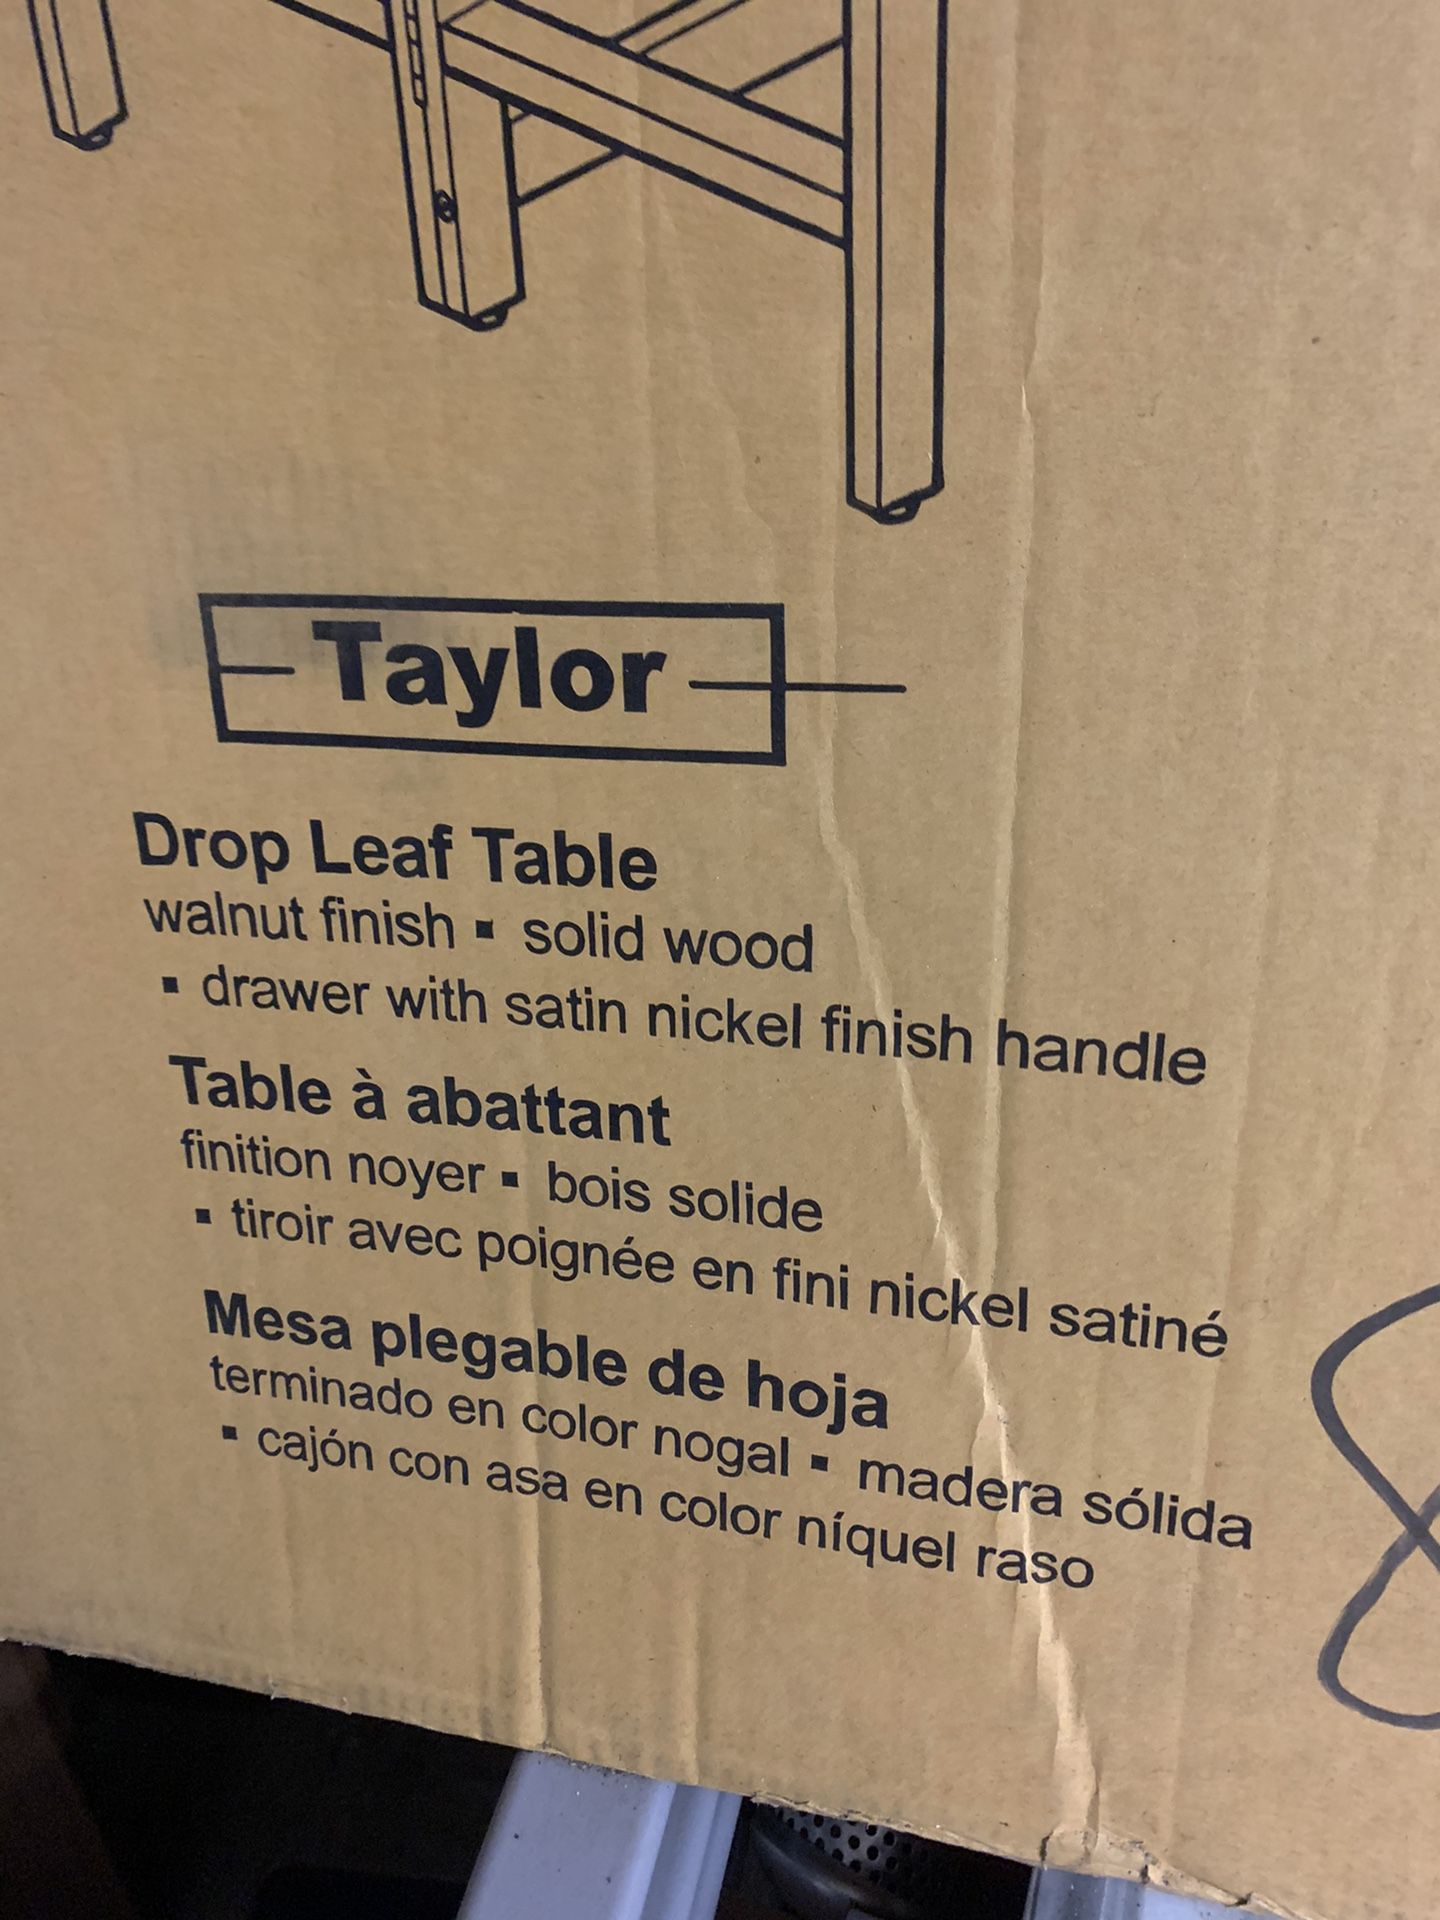 Taylor
Drop Leaf Table
walnut finish ▪ solid wood
▪ drawer with satin nickel finish handle
Table à abattant
finition noyer ▪ bois solide
▪ tiroir avec poignée en fini nickel satiné
Mesa plegable de hoja
terminado en color nogal ▪ madera sólida
▪ cajón con asa en color níquel raso